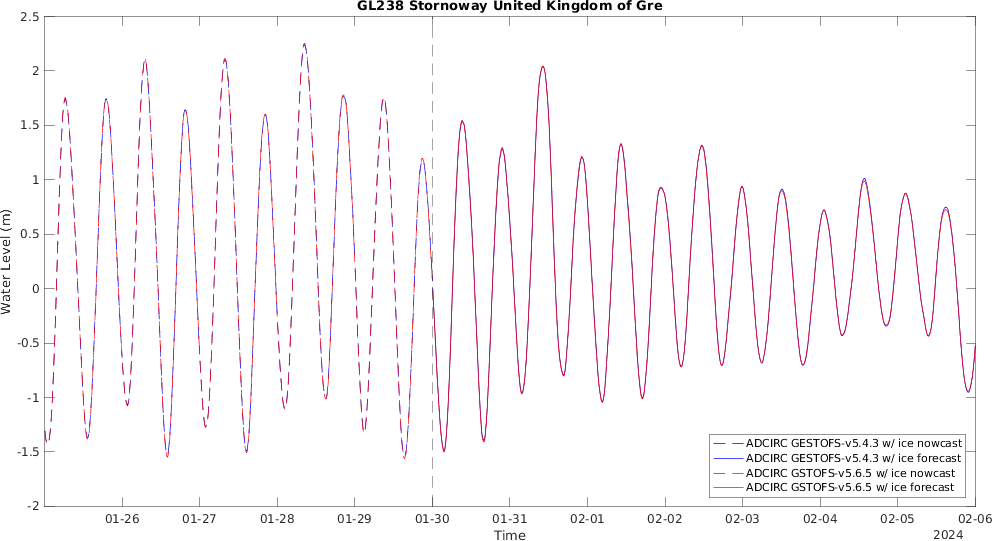 GL238 Stornoway United Kingdom of Gre
2.5
2
1.5
1
0.5
0
-0.5
-1
-1.5
-2
Water Level (m)
ADCIRC GESTOFS-v5.4.3 w/ ice nowcast
ADCIRC GESTOFS-v5.4.3 w/ ice forecast
ADCIRC GSTOFS-v5.6.5 w/ ice nowcast
ADCIRC GSTOFS-v5.6.5 w/ ice forecast
01-26 01-27 01-28 01-29 01-30 01-31 02-01 02-02 02-03 02-04 02-05 02-06
Time
2024